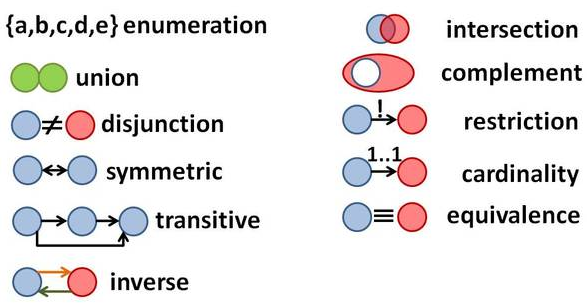 {a,b,c,d,e} enumeration
union
≠ disjunction
symmetric
transitive
inverse
intersection
complement
! restriction
1..1
cardinality
≡ equivalence